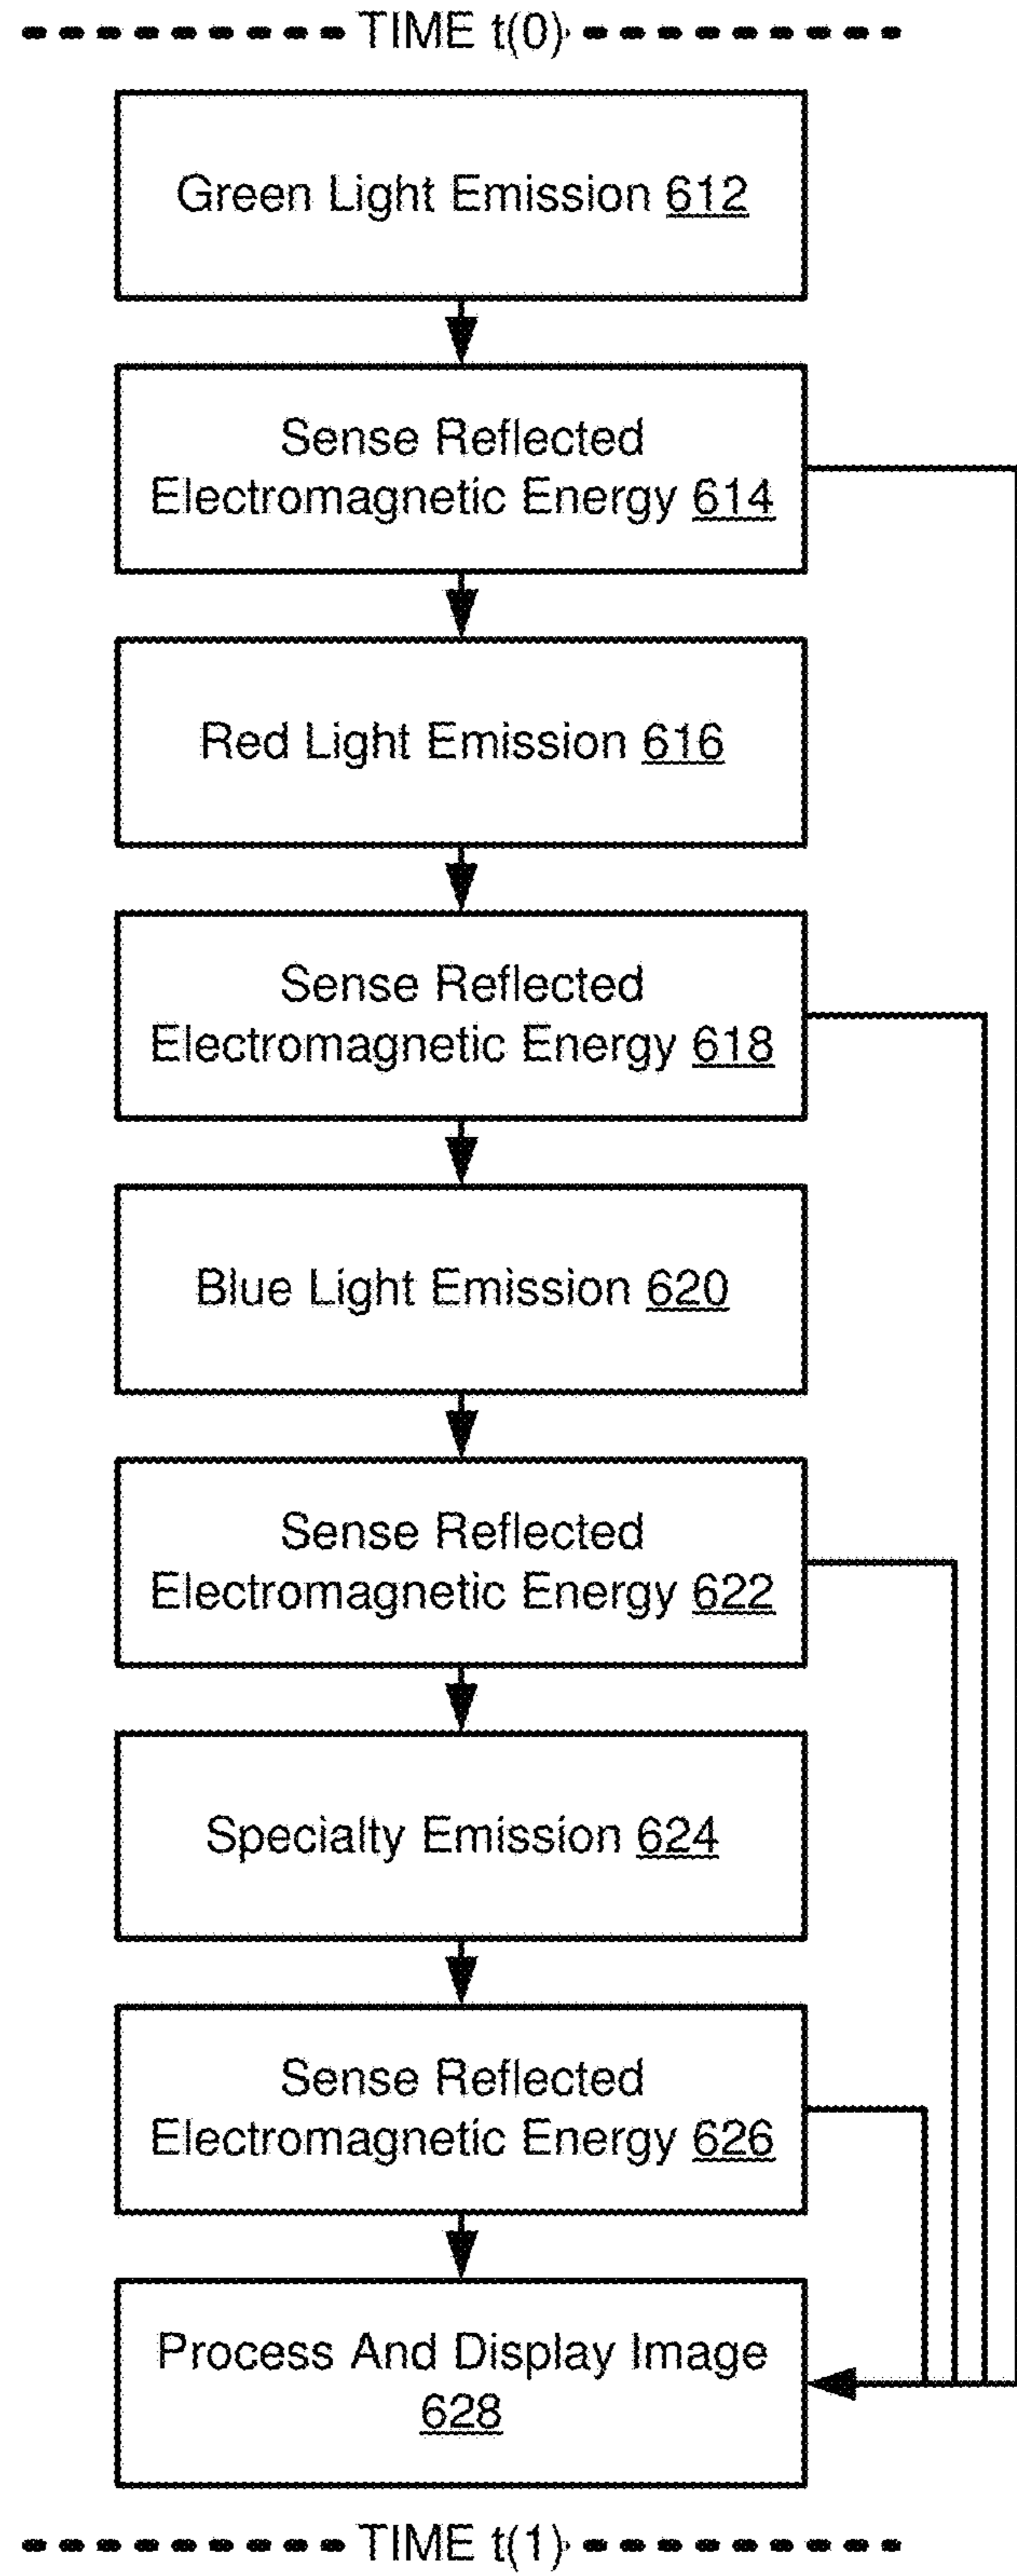 TIME t(0)
Green Light Emission 612
Sense Reflected
Electromagnetic Energy 614
Red Light Emission 616
Sense Reflected
Electromagnetic Energy 618
Blue Light Emission 620
Sense Reflected
Electromagnetic Energy 622
Specialty Emission 624
Sense Reflected
Electromagnetic Energy 626
Process And Display Image
628
TIME t(1)